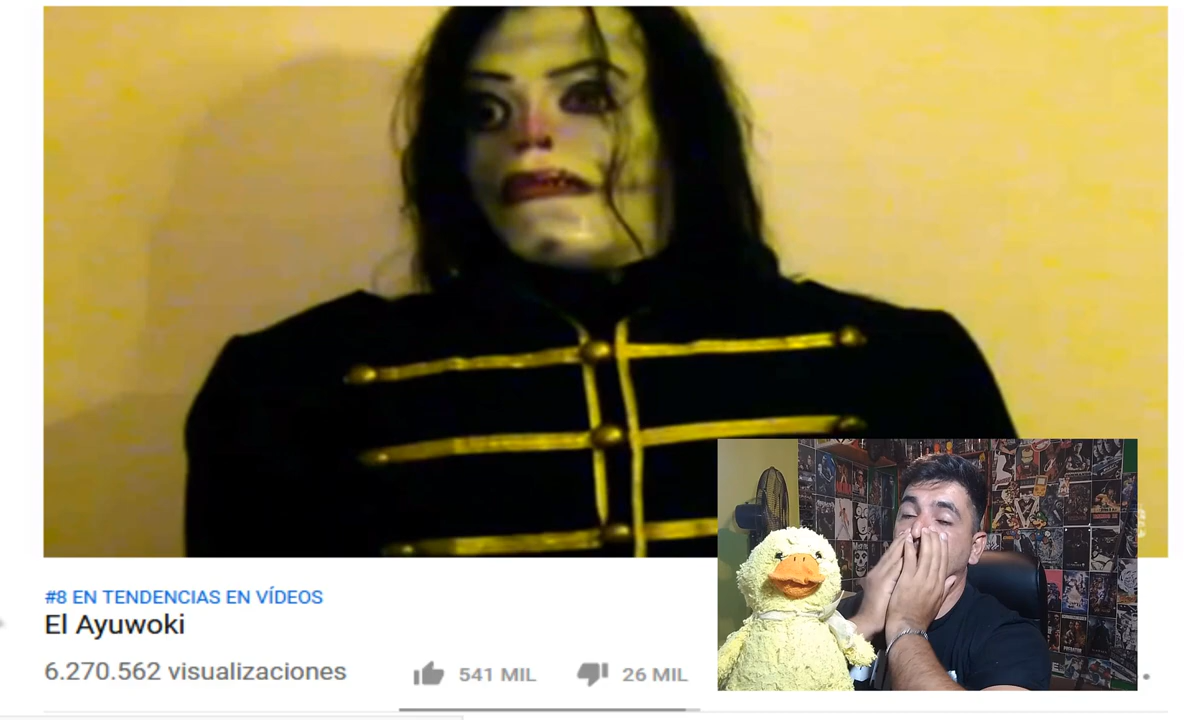 #8 EN TENDENCIAS EN VÍDEOS
El Ayuwoki
6.270.562 visualizaciones
541 MIL
26 MIL